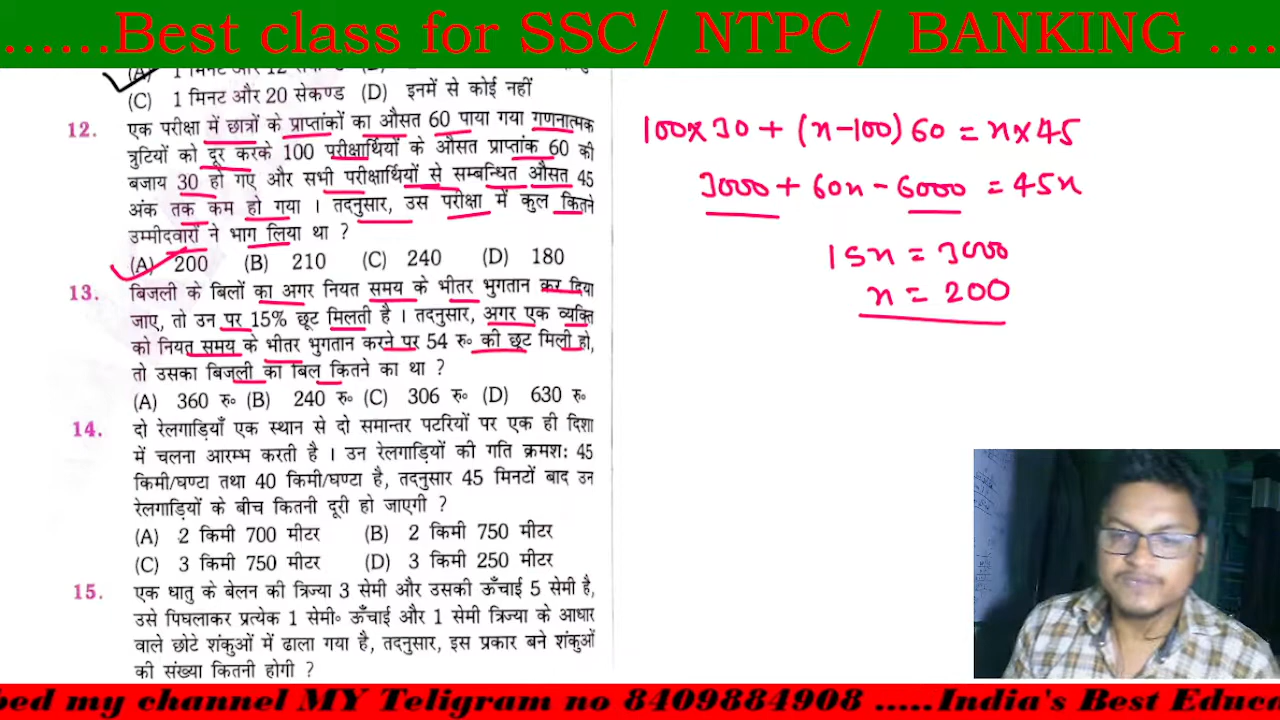 ......Best class for SSC/ NTPC/ BANKING ....
(C) 1 मिनट और 20 सेकण्ड (D) इनमें से कोई नहीं
12. एक परीक्षा में छात्रों के प्राप्तांकों का औसत 60 पाया गया गणनात्मक
त्रुटियों को दूर करके 100 परीक्षार्थियों के औसत प्राप्तांक 60 की
बजाय 30 हो गए और सभी परीक्षार्थियों से सम्बन्धित औसत 45
अंक तक कम हो गया । तदनुसार, उस परीक्षा में कुल कितने
उम्मीदवारों ने भाग लिया था ?
(A) 200 (B) 210 (C) 240 (D) 180
13. बिजली के बिलों का अगर नियत समय के भीतर भुगतान कर दिया
जाए, तो उन पर 15% छूट मिलती है । तदनुसार, अगर एक व्यक्ति
को नियत समय के भीतर भुगतान करने पर 54 रु० की छूट मिली हो,
तो उसका बिजली का बिल कितने का था ?
(A) 360 रु० (B) 240 रु० (C) 306 रु० (D) 630 रु०
14. दो रेलगाड़ियाँ एक स्थान से दो समान्तर पटरियों पर एक ही दिशा
में चलना आरम्भ करती है । उन रेलगाड़ियों की गति क्रमश: 45
किमी/घण्टा तथा 40 किमी/घण्टा है, तदनुसार 45 मिनटों बाद उन
रेलगाड़ियों के बीच कितनी दूरी हो जाएगी ?
(A) 2 किमी 700 मीटर (B) 2 किमी 750 मीटर
(C) 3 किमी 750 मीटर (D) 3 किमी 250 मीटर
15. एक धातु के बेलन की त्रिज्या 3 सेमी और उसकी ऊँचाई 5 सेमी है,
उसे पिघलाकर प्रत्येक 1 सेमी० ऊँचाई और 1 सेमी त्रिज्या के आधार
वाले छोटे शंकुओं में ढाला गया है, तदनुसार, इस प्रकार बने शंकुओं
की संख्या कितनी होगी ?
100×30 + (n-100) 60 = n×45
3000 + 60n - 6000 = 45n
15n = 3000
n = 200
bed my channel MY Teligram no 8409884908 .....India's Best Educ